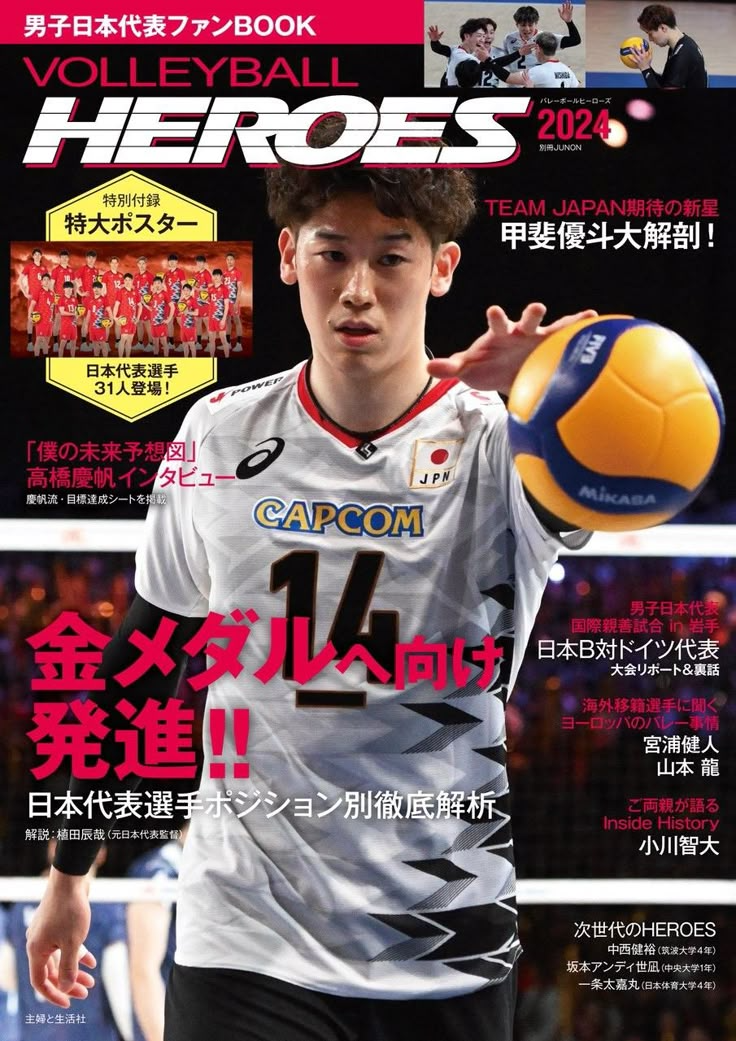 男子日本代表ファンBOOK
VOLLEYBALL
HEROES
バレーボールヒーローズ
2024
別冊JUNON
特別付録
特大ポスター
日本代表選手
31人登場！
TEAM JAPAN期待の新星
甲斐優斗大解剖！
「僕の未来予想図」
高橋慶帆インタビュー
慶帆流・目標達成シートを掲載
POWER
JPN
CAPCOM
14
FIVB
MIKASA
金メダルへ向け
発進!!
日本代表選手ポジション別徹底解析
解説：植田辰哉（元日本代表監督）
男子日本代表
国際親善試合 in 岩手
日本B対ドイツ代表
大会リポート&裏話
海外移籍選手に聞く
ヨーロッパのバレー事情
宮浦健人
山本 龍
ご両親が語る
Inside History
小川智大
次世代のHEROES
中西健裕（筑波大学4年）
坂本アンディ世凪（中央大学1年）
一条太嘉丸（日本体育大学4年）
主婦と生活社